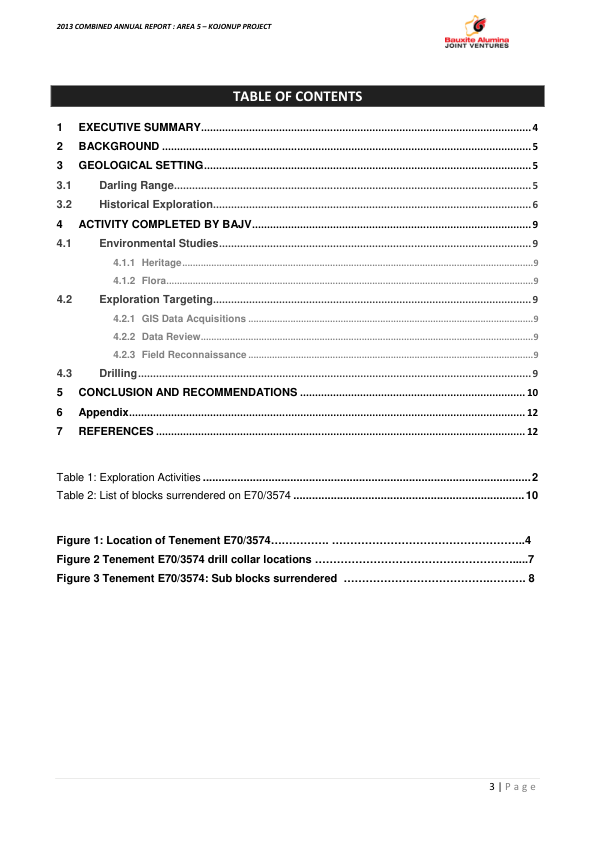 2013 COMBINED ANNUAL REPORT : AREA 5 – KOJONUP PROJECT
Bauxite Alumina
JOINT VENTURES
TABLE OF CONTENTS
1 EXECUTIVE SUMMARY................................................................................................................4
2 BACKGROUND ............................................................................................................................5
3 GEOLOGICAL SETTING...............................................................................................................5
3.1 Darling Range.........................................................................................................................5
3.2 Historical Exploration............................................................................................................6
4 ACTIVITY COMPLETED BY BAJV...............................................................................................9
4.1 Environmental Studies..........................................................................................................9
4.1.1 Heritage.....................................................................................................................9
4.1.2 Flora..........................................................................................................................9
4.2 Exploration Targeting............................................................................................................9
4.2.1 GIS Data Acquisitions ..............................................................................................9
4.2.2 Data Review..............................................................................................................9
4.2.3 Field Reconnaissance ..............................................................................................9
4.3 Drilling.....................................................................................................................................9
5 CONCLUSION AND RECOMMENDATIONS ............................................................................10
6 Appendix....................................................................................................................................12
7 REFERENCES ...........................................................................................................................12
Table 1: Exploration Activities ..............................................................................................................2
Table 2: List of blocks surrendered on E70/3574 .............................................................................10
Figure 1: Location of Tenement E70/3574………….…. ……………………………………………..4
Figure 2 Tenement E70/3574 drill collar locations ……………………………………………......7
Figure 3 Tenement E70/3574: Sub blocks surrendered ………………………………….………. 8
3 | P a g e